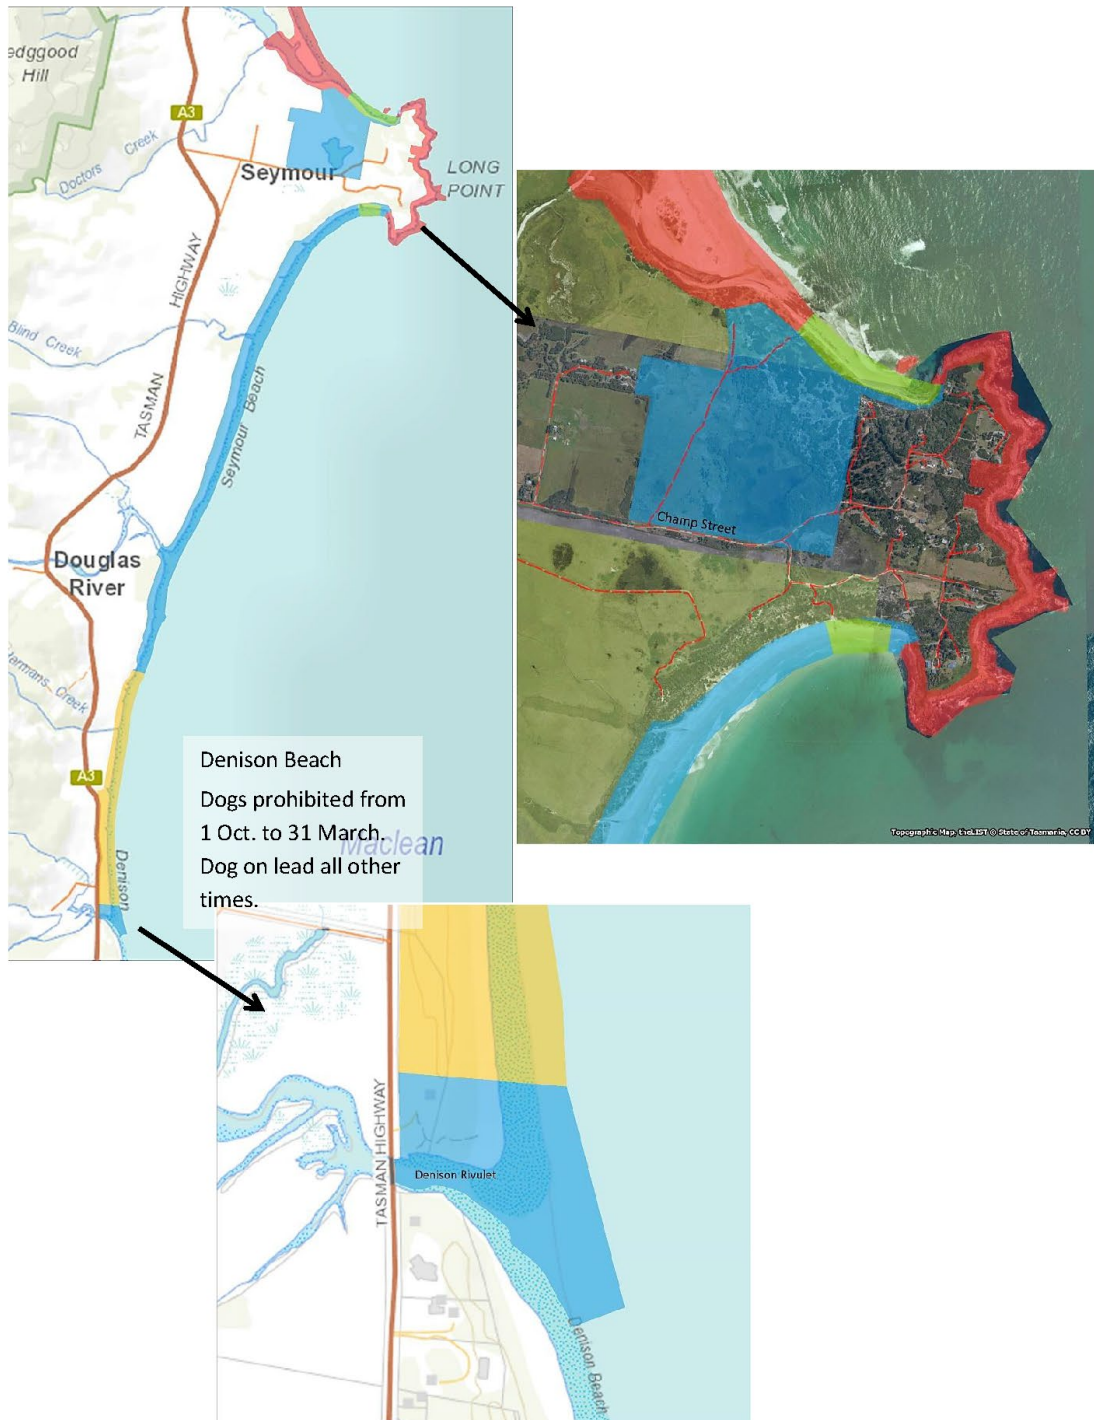 edggood
Hill
A3
Doctors Creek
Seymour
LONG
POINT
TASMAN HIGHWAY
Blind Creek
Seymour Beach
Douglas
River
Harmans Creek
A3
Denison
Maclean
Denison Beach
Dogs prohibited from
1 Oct. to 31 March.
Dog on lead all other
times.
Champ Street
Topographic Map, theLIST © State of Tasmania, CC BY
TASMAN HIGHWAY
Denison Rivulet
Denison Beach